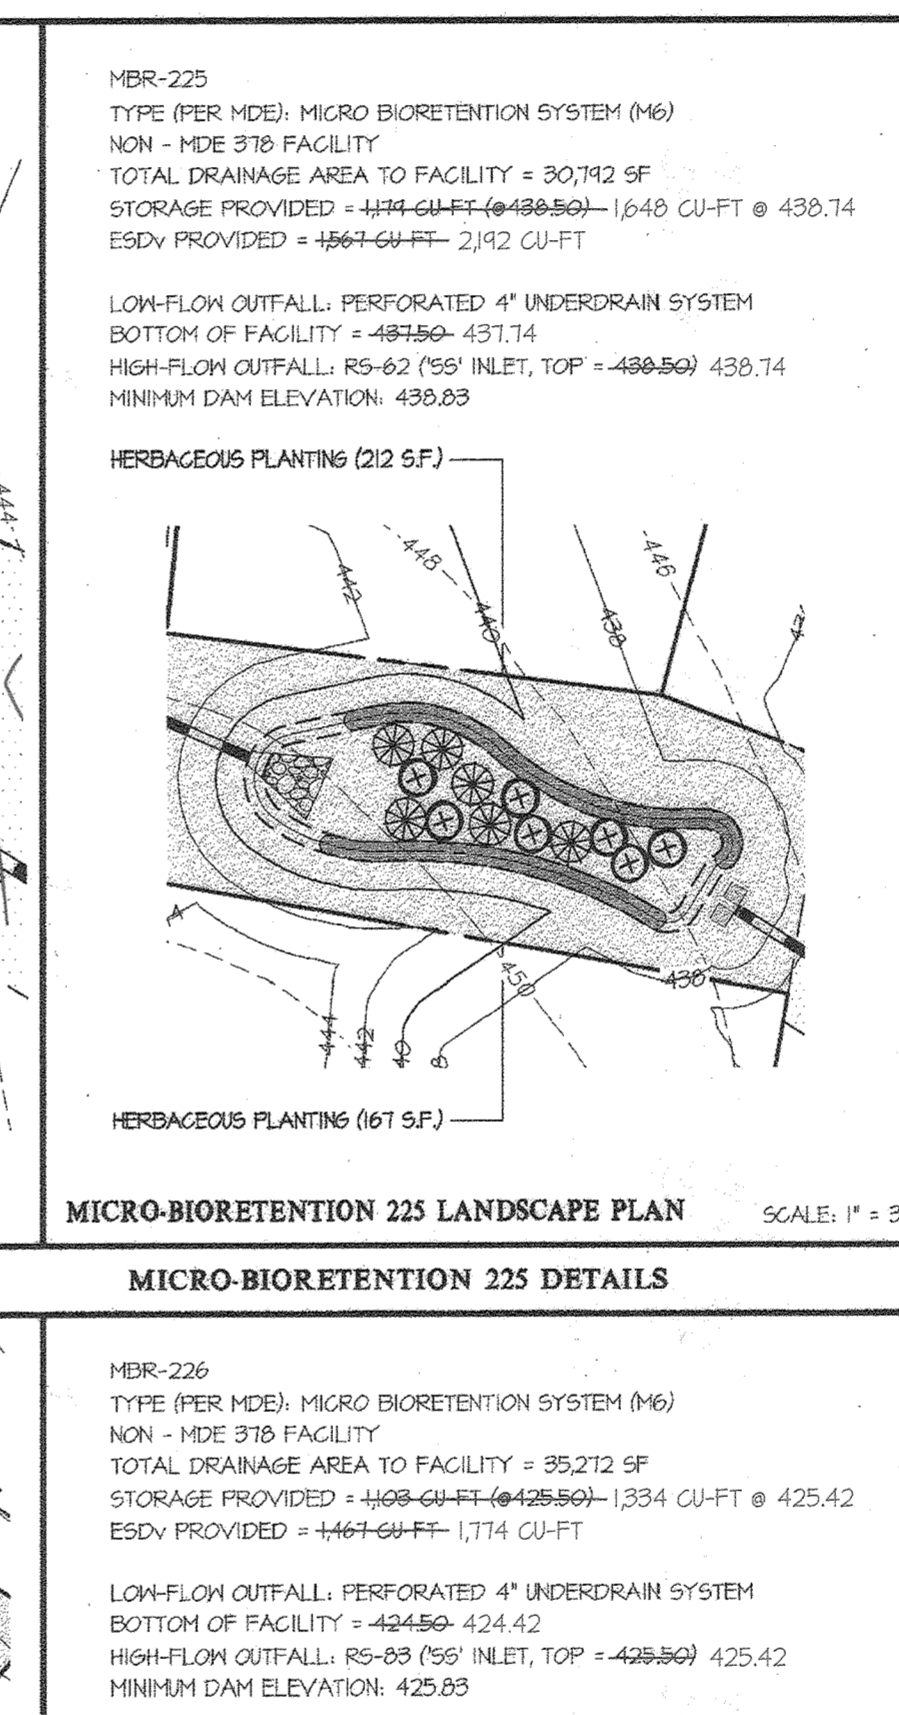 MBR-225
TYPE (PER MDE): MICRO BIORETENTION SYSTEM (M6)
NON - MDE 378 FACILITY
TOTAL DRAINAGE AREA TO FACILITY = 30,792 SF
STORAGE PROVIDED = 1,179 CU-FT (@438.50) 1,648 CU-FT @ 438.74
ESDv PROVIDED = 1,567 CU-FT 2,192 CU-FT
LOW-FLOW OUTFALL: PERFORATED 4" UNDERDRAIN SYSTEM
BOTTOM OF FACILITY = 437.50 437.74
HIGH-FLOW OUTFALL: RS-62 ('SS' INLET, TOP = 438.50) 438.74
MINIMUM DAM ELEVATION: 438.83
HERBACEOUS PLANTING (212 S.F.)
444
442
448
440
438
446
A
450
438
444
442
40
8
HERBACEOUS PLANTING (167 S.F.)
MICRO-BIORETENTION 225 LANDSCAPE PLAN
SCALE: 1" = 3
MICRO-BIORETENTION 225 DETAILS
MBR-226
TYPE (PER MDE): MICRO BIORETENTION SYSTEM (M6)
NON - MDE 378 FACILITY
TOTAL DRAINAGE AREA TO FACILITY = 35,272 SF
STORAGE PROVIDED = 1,103 CU-FT (@425.50) 1,334 CU-FT @ 425.42
ESDv PROVIDED = 1,467 CU-FT 1,774 CU-FT
LOW-FLOW OUTFALL: PERFORATED 4" UNDERDRAIN SYSTEM
BOTTOM OF FACILITY = 424.50 424.42
HIGH-FLOW OUTFALL: RS-83 ('SS' INLET, TOP = 425.50) 425.42
MINIMUM DAM ELEVATION: 425.83